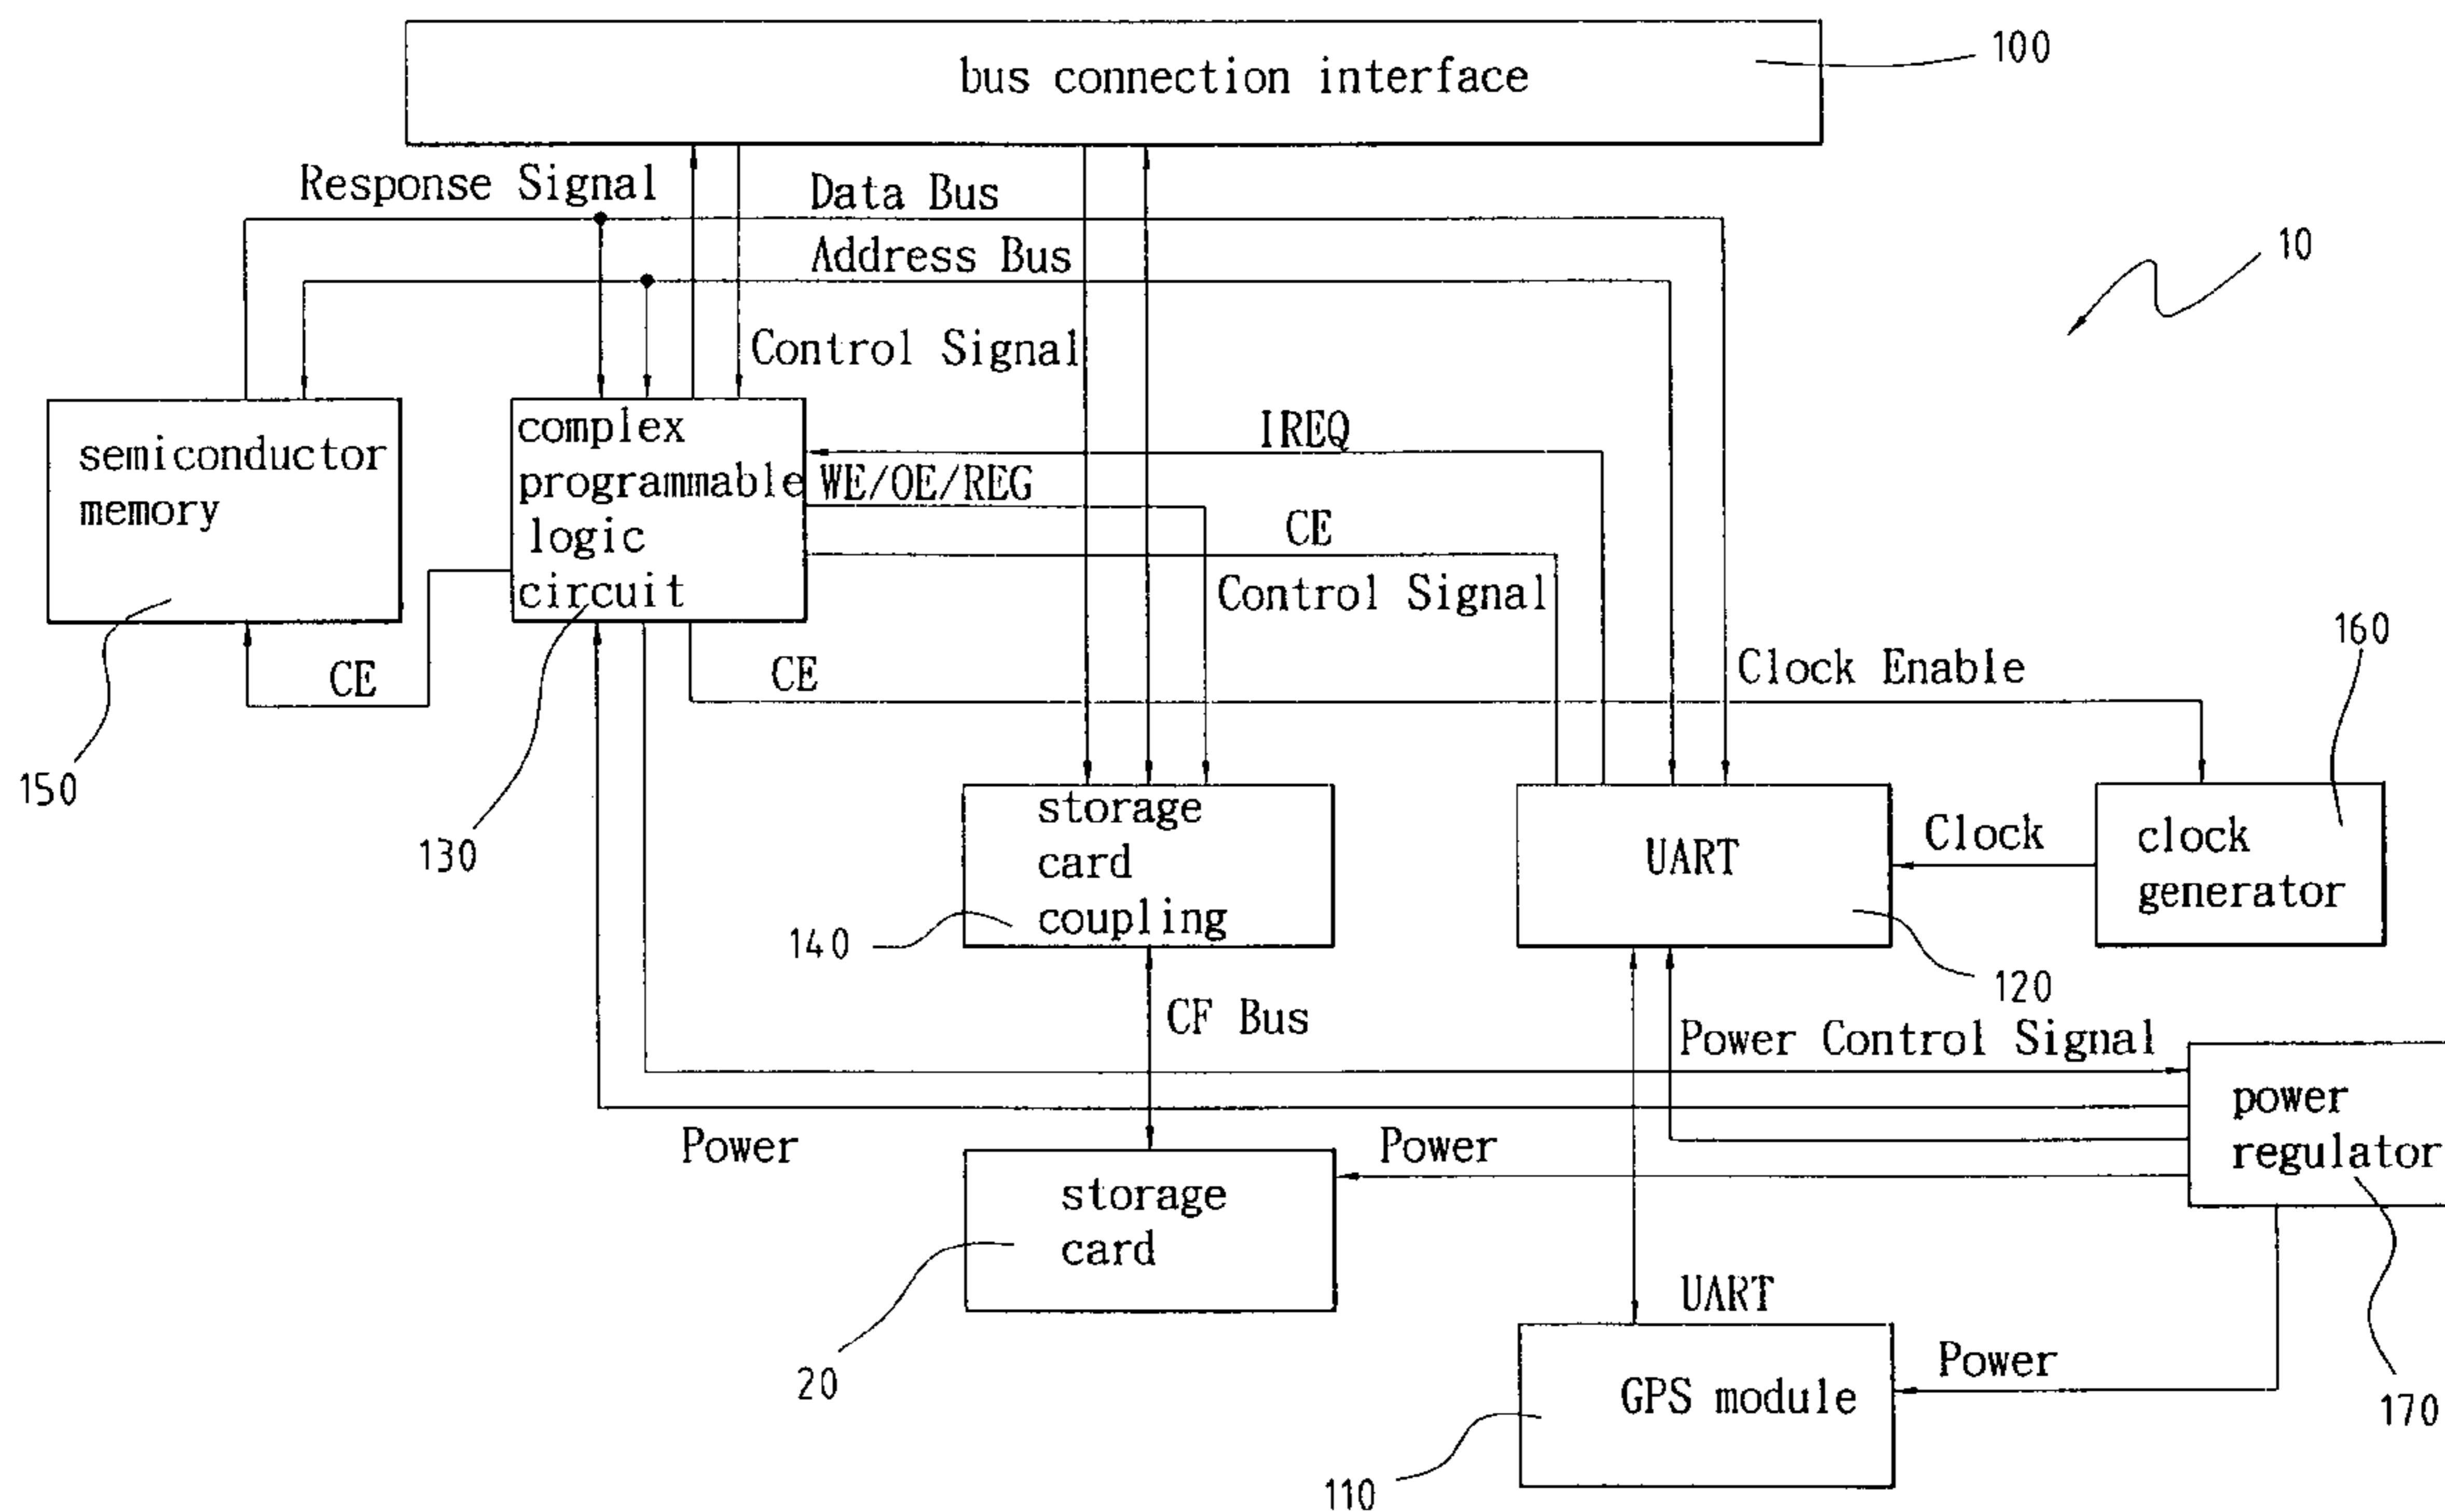 bus connection interface
100
Response Signal
Data Bus
Address Bus
10
Control Signal
semiconductor
memory
complex
programmable
logic
circuit
IREQ
WE/OE/REG
CE
Control Signal
160
CE
CE
Clock Enable
150
130
storage
card
coupling
140
UART
Clock
clock
generator
120
CF Bus
Power Control Signal
power
regulator
Power
Power
storage
card
20
UART
Power
GPS module
170
110